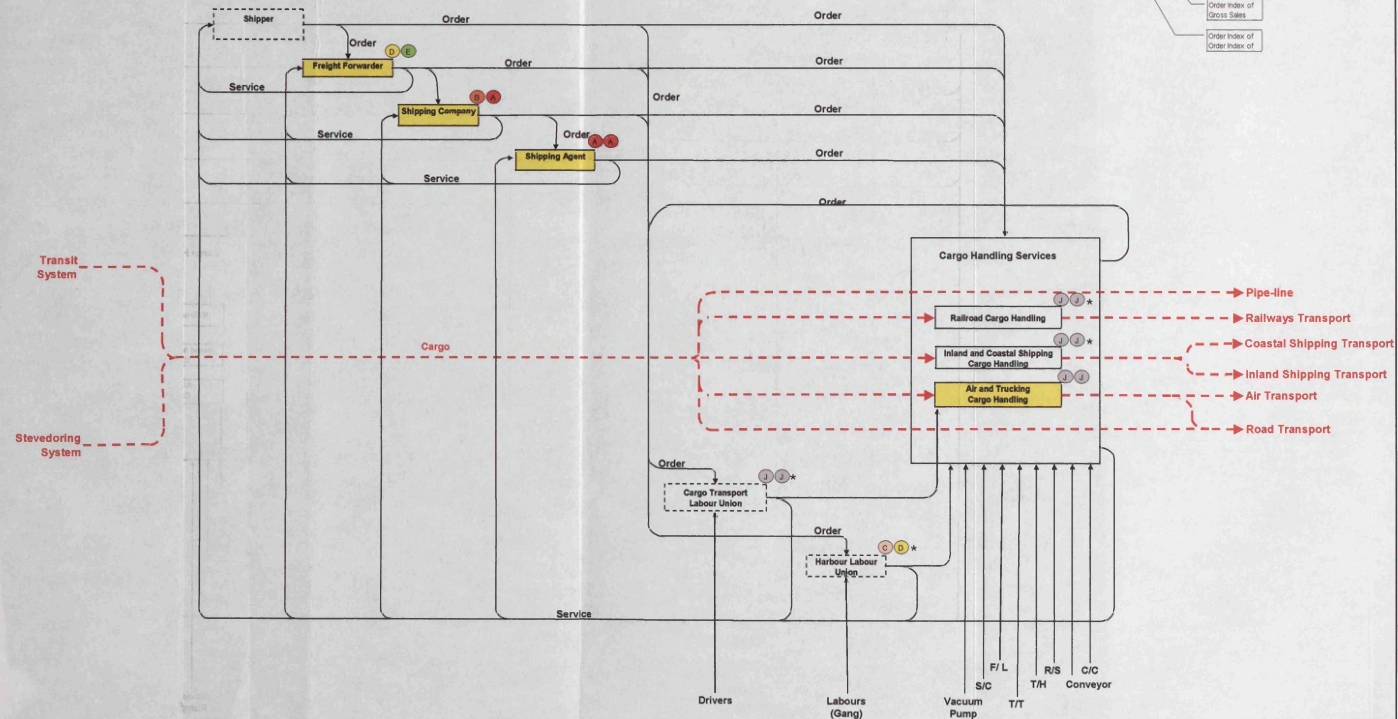 Order Index of
Gross Sales
Order Index of
Order Index of
Shipper
Order
Order
Order
D E
Freight Forwarder
Order
Order
Service
B A
Order
Shipping Company
Order
Service
Order
A A
Shipping Agent
Order
Service
Order
Cargo Handling Services
Transit
System
Pipe-line
J J *
Railroad Cargo Handling
Railways Transport
Cargo
J J *
Inland and Coastal Shipping
Cargo Handling
Coastal Shipping Transport
Inland Shipping Transport
J J
Air and Trucking
Cargo Handling
Air Transport
Road Transport
Stevedoring
System
Order
J J *
Cargo Transport
Labour Union
Order
C D *
Harbour Labour
Union
Service
F/ L
R/S
C/C
S/C
T/H
Conveyor
Drivers
Labours
(Gang)
Vacuum
Pump
T/T